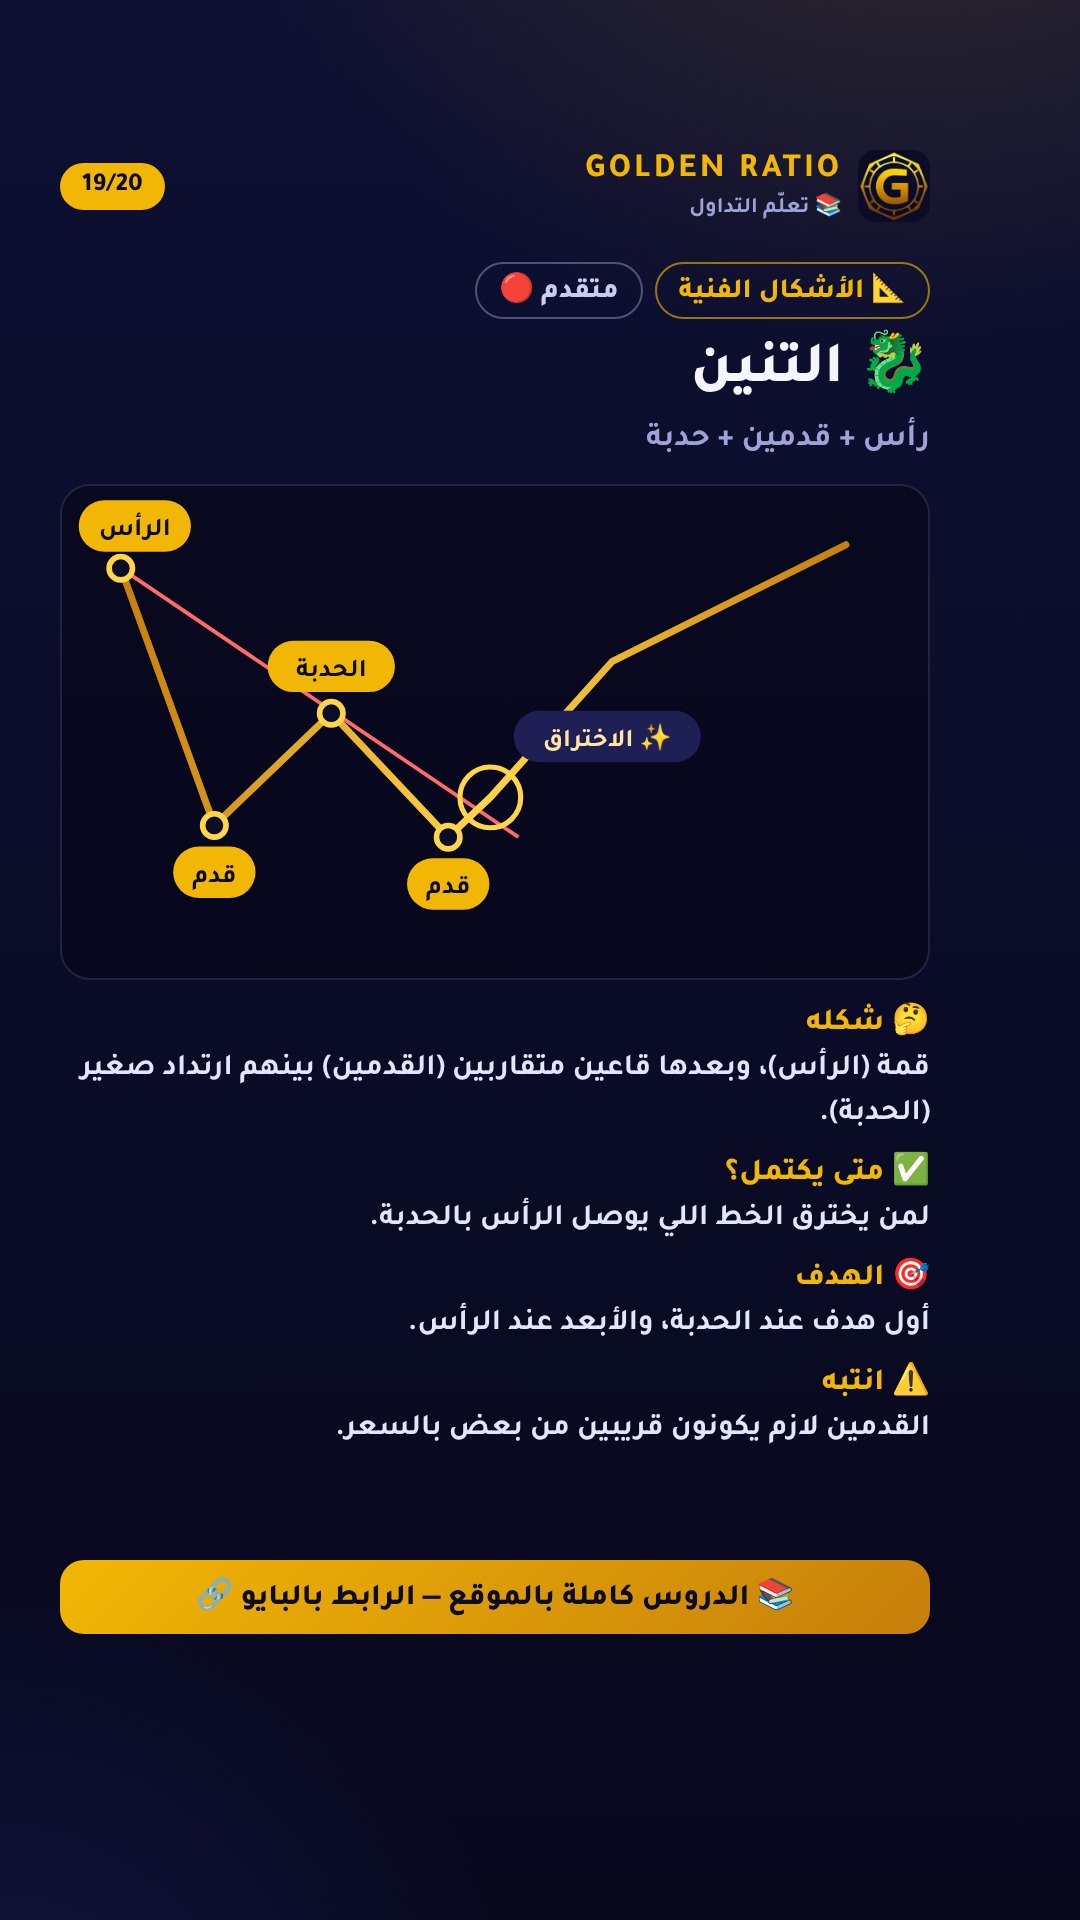 GOLDEN RATIO
📚 تعلّم التداول
19/20
📐 الأشكال الفنية
متقدم 🔴
🐉 التنين
رأس + قدمين + حدبة
الرأس
الحدبة
✨ الاختراق
قدم
قدم
🤔 شكله
قمة (الرأس)، وبعدها قاعين متقاربين (القدمين) بينهم ارتداد صغير
(الحدبة).
✅ متى يكتمل؟
لمن يخترق الخط اللي يوصل الرأس بالحدبة.
🎯 الهدف
أول هدف عند الحدبة، والأبعد عند الرأس.
⚠️ انتبه
القدمين لازم يكونون قريبين من بعض بالسعر.
📚 الدروس كاملة بالموقع – الرابط بالبايو 🔗